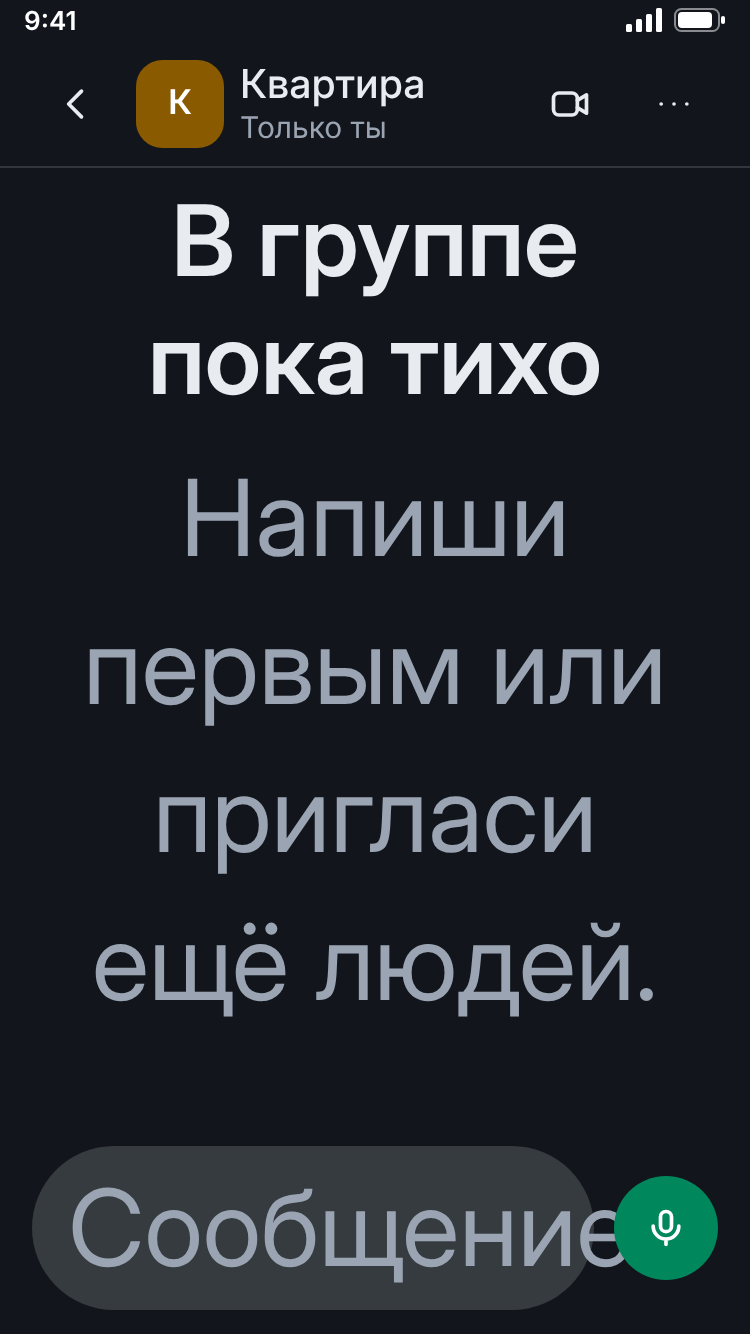 9:41
К
Квартира
Только ты
В группе
пока тихо
Напиши
первым или
пригласи
ещё людей.
Сообщение